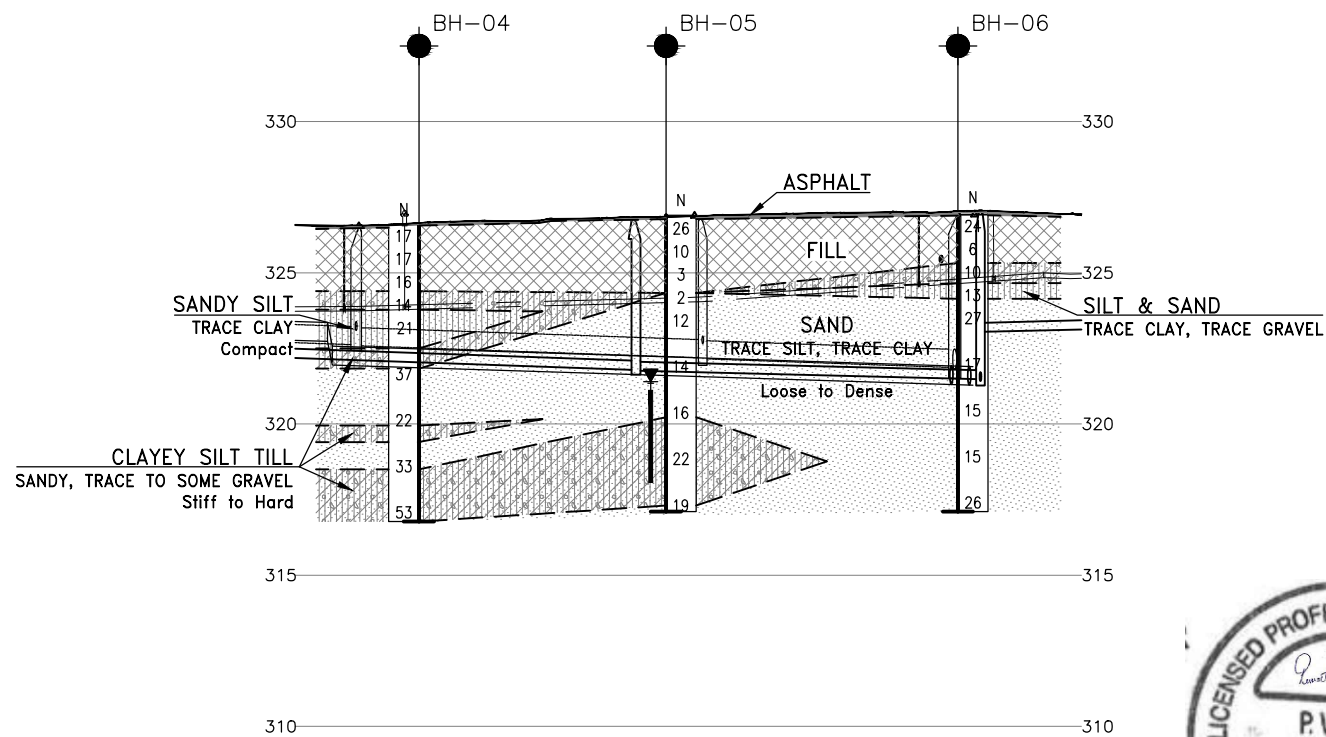 BH-04
BH-05
BH-06
330
330
ASPHALT
N
N
17
17
16
14
21
37
22
33
53
26
10
3
2
12
14
16
22
19
24
6
10
13
27
17
15
15
26
FILL
325
325
SANDY SILT
TRACE CLAY
Compact
SAND
TRACE SILT, TRACE CLAY
Loose to Dense
SILT & SAND
TRACE CLAY, TRACE GRAVEL
320
320
CLAYEY SILT TILL
SANDY, TRACE TO SOME GRAVEL
Stiff to Hard
N
315
315
310
310
LICENSED
P.